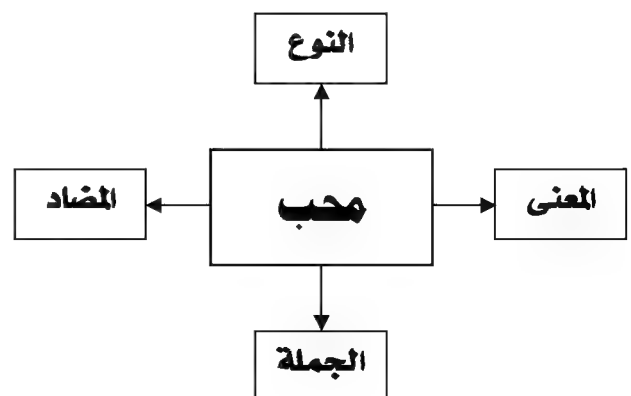 النوع
المضاد
محب
المعنى
الجملة